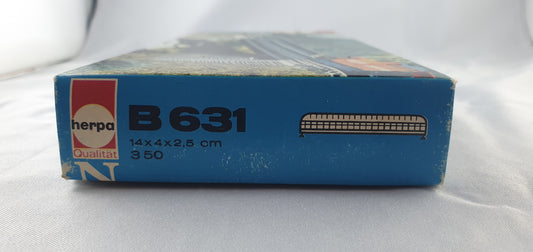 herpa
Qualität
B 631
14x4x2,5 cm
3 50
N